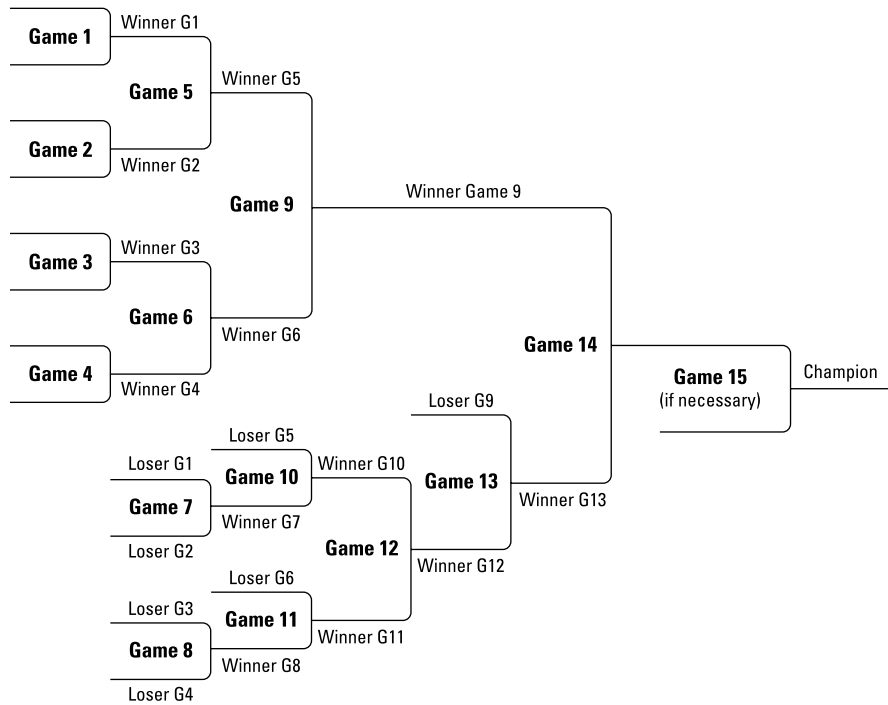 Winner G1
Game 1
Winner G5
Game 5
Game 2
Winner G2
Winner Game 9
Game 9
Winner G3
Game 3
Game 6
Winner G6
Game 14
Game 4
Winner G4
Champion
Game 15
(if necessary)
Loser G9
Loser G5
Loser G1
Winner G10
Game 10
Game 13
Winner G13
Game 7
Winner G7
Game 12
Loser G2
Winner G12
Loser G6
Loser G3
Game 11
Winner G11
Game 8
Winner G8
Loser G4